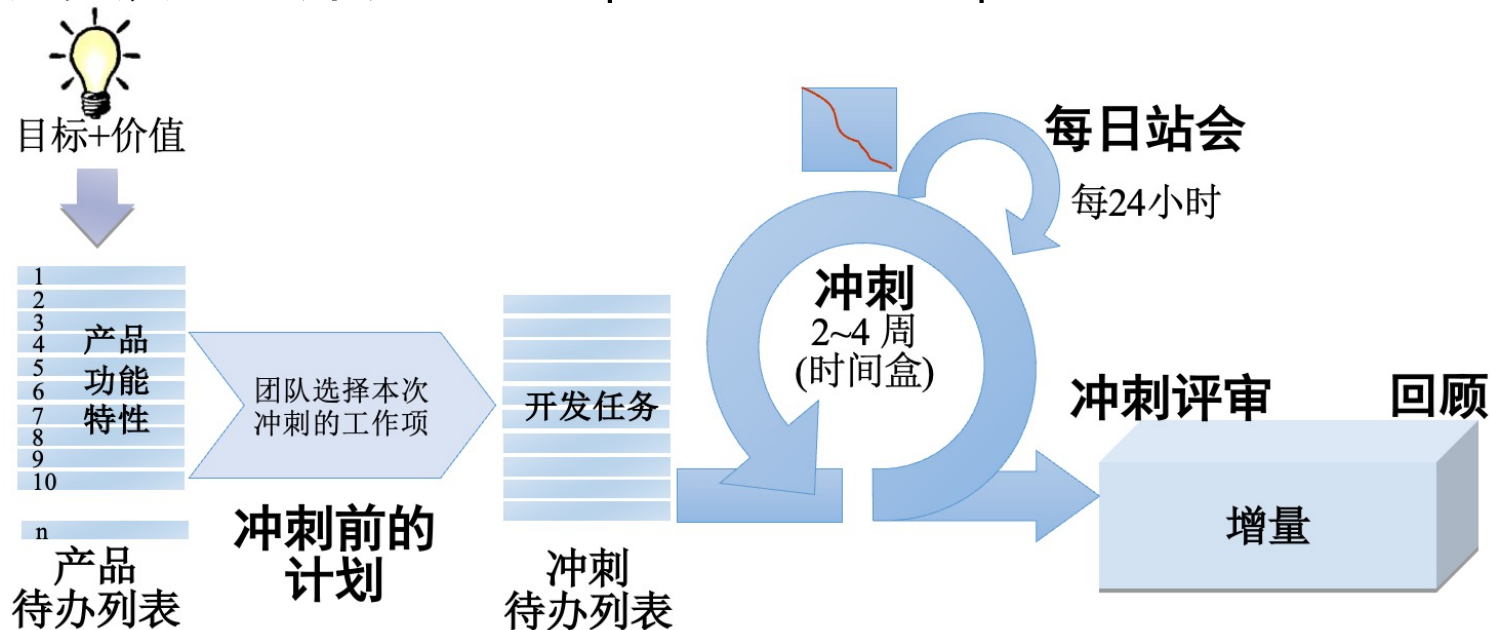 目标+价值
1
2
3
4
5
6
7
8
9
10
n
产品
功能
特性
产品
待办列表
团队选择本次
冲刺的工作项
冲刺前的
计划
开发任务
冲刺
待办列表
冲刺
2~4 周
(时间盒)
每日站会
每24小时
冲刺评审
回顾
增量